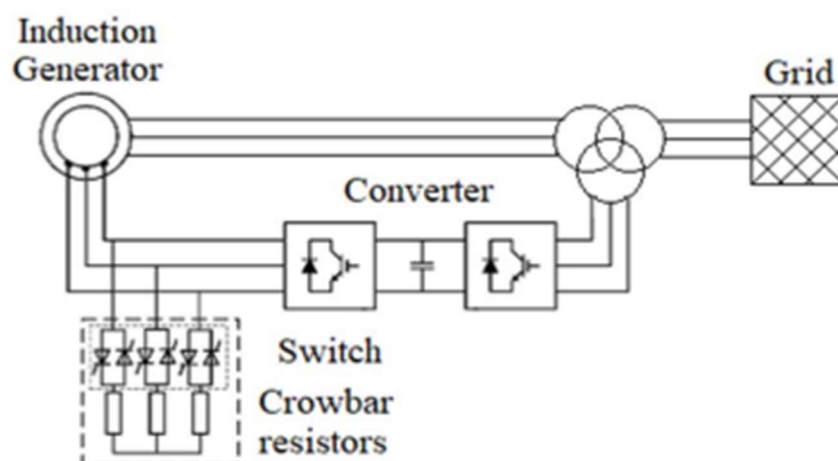 Induction
Generator
Grid
Converter
Switch
Crowbar
resistors